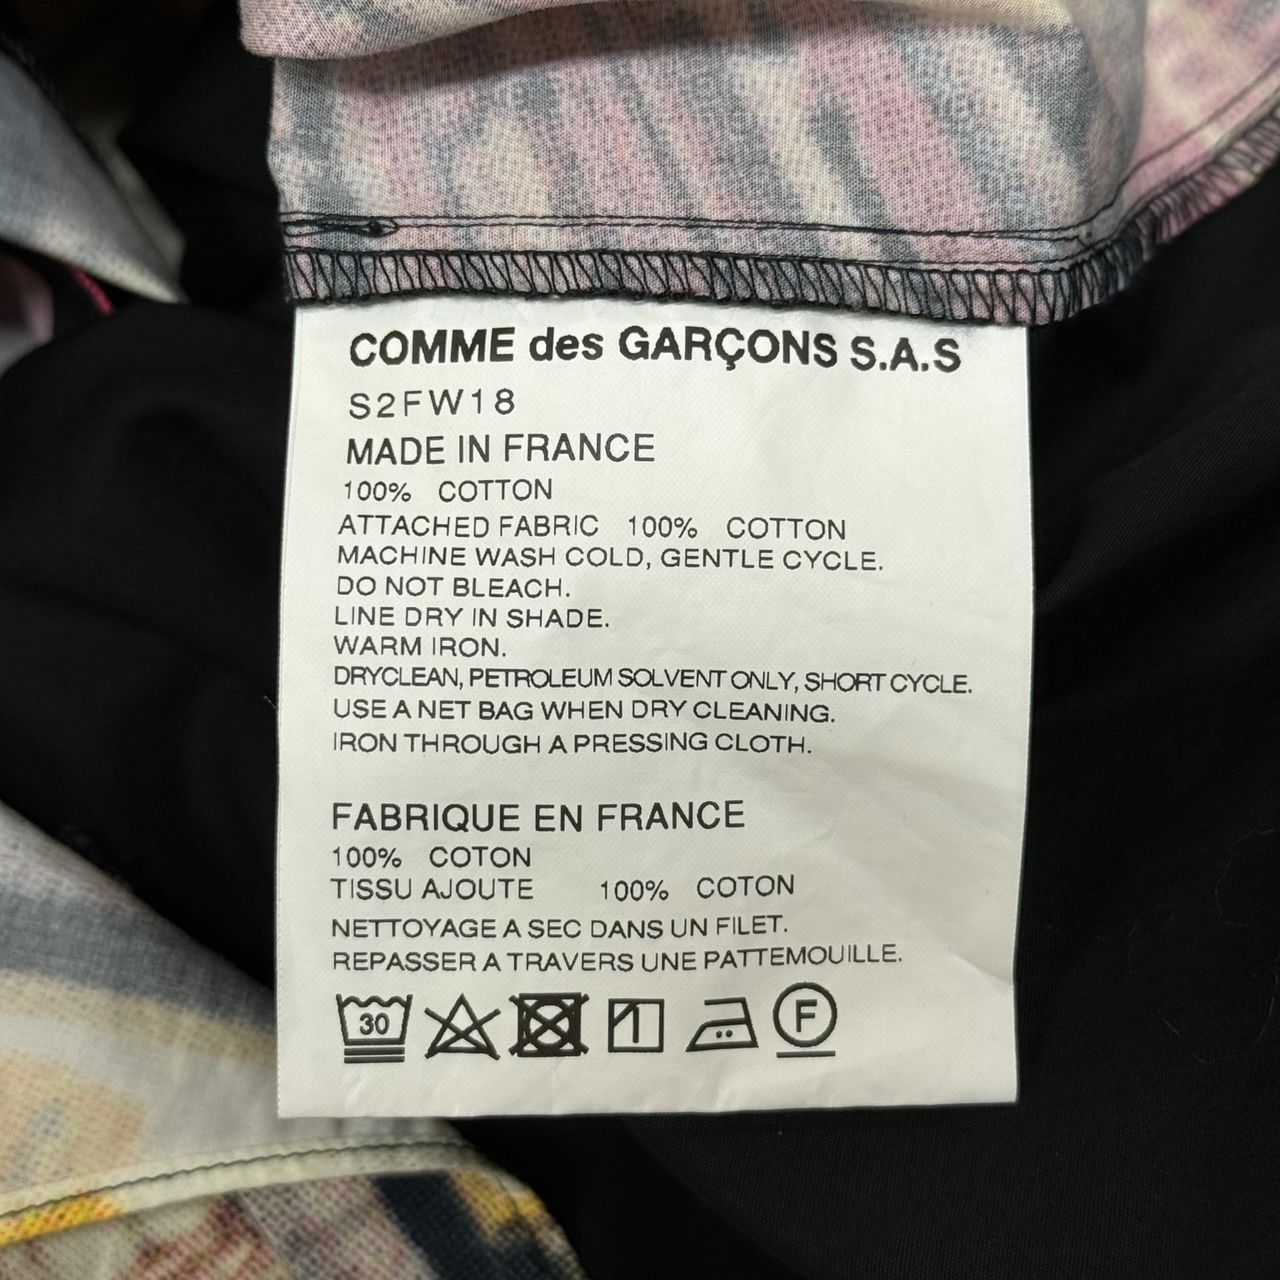 COMME des GARÇONS S.A.S
S2FW18
MADE IN FRANCE
100% COTTON
ATTACHED FABRIC 100% COTTON
MACHINE WASH COLD, GENTLE CYCLE.
DO NOT BLEACH.
LINE DRY IN SHADE.
WARM IRON.
DRYCLEAN, PETROLEUM SOLVENT ONLY, SHORT CYCLE.
USE A NET BAG WHEN DRY CLEANING.
IRON THROUGH A PRESSING CLOTH.
FABRIQUE EN FRANCE
100% COTON
TISSU AJOUTE 100% COTON
NETTOYAGE A SEC DANS UN FILET.
REPASSER A TRAVERS UNE PATTEMOUILLE.
30 F